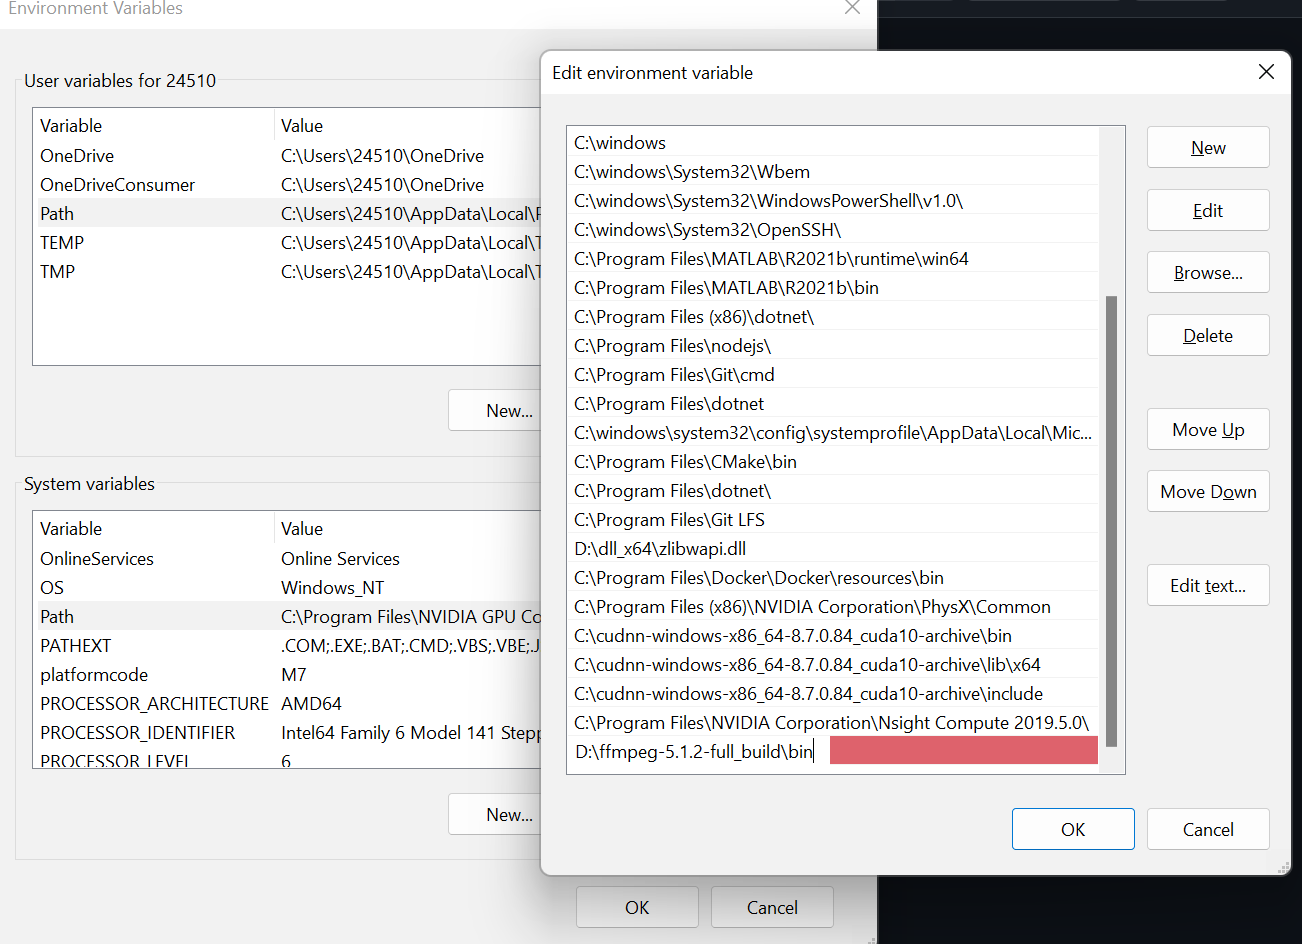 Environment Variables
User variables for 24510
Variable Value
OneDrive C:\Users\24510\OneDrive
OneDriveConsumer C:\Users\24510\OneDrive
Path C:\Users\24510\AppData\Local\
TEMP C:\Users\24510\AppData\Local\
TMP C:\Users\24510\AppData\Local\
New...
System variables
Variable Value
OnlineServices Online Services
OS Windows_NT
Path C:\Program Files\NVIDIA GPU Co
PATHEXT .COM;.EXE;.BAT;.CMD;.VBS;.VBE;.J
platformcode M7
PROCESSOR_ARCHITECTURE AMD64
PROCESSOR_IDENTIFIER Intel64 Family 6 Model 141 Stepp
PROCESSOR_LEVEL 6
New...
OK
Cancel
Edit environment variable
C:\windows
C:\windows\System32\Wbem
C:\windows\System32\WindowsPowerShell\v1.0\
C:\windows\System32\OpenSSH\
C:\Program Files\MATLAB\R2021b\runtime\win64
C:\Program Files\MATLAB\R2021b\bin
C:\Program Files (x86)\dotnet\
C:\Program Files\nodejs\
C:\Program Files\Git\cmd
C:\Program Files\dotnet
C:\windows\system32\config\systemprofile\AppData\Local\Mic...
C:\Program Files\CMake\bin
C:\Program Files\dotnet\
C:\Program Files\Git LFS
D:\dll_x64\zlibwapi.dll
C:\Program Files\Docker\Docker\resources\bin
C:\Program Files (x86)\NVIDIA Corporation\PhysX\Common
C:\cudnn-windows-x86_64-8.7.0.84_cuda10-archive\bin
C:\cudnn-windows-x86_64-8.7.0.84_cuda10-archive\lib\x64
C:\cudnn-windows-x86_64-8.7.0.84_cuda10-archive\include
C:\Program Files\NVIDIA Corporation\Nsight Compute 2019.5.0\
D:\ffmpeg-5.1.2-full_build\bin
New
Edit
Browse...
Delete
Move Up
Move Down
Edit text...
OK
Cancel